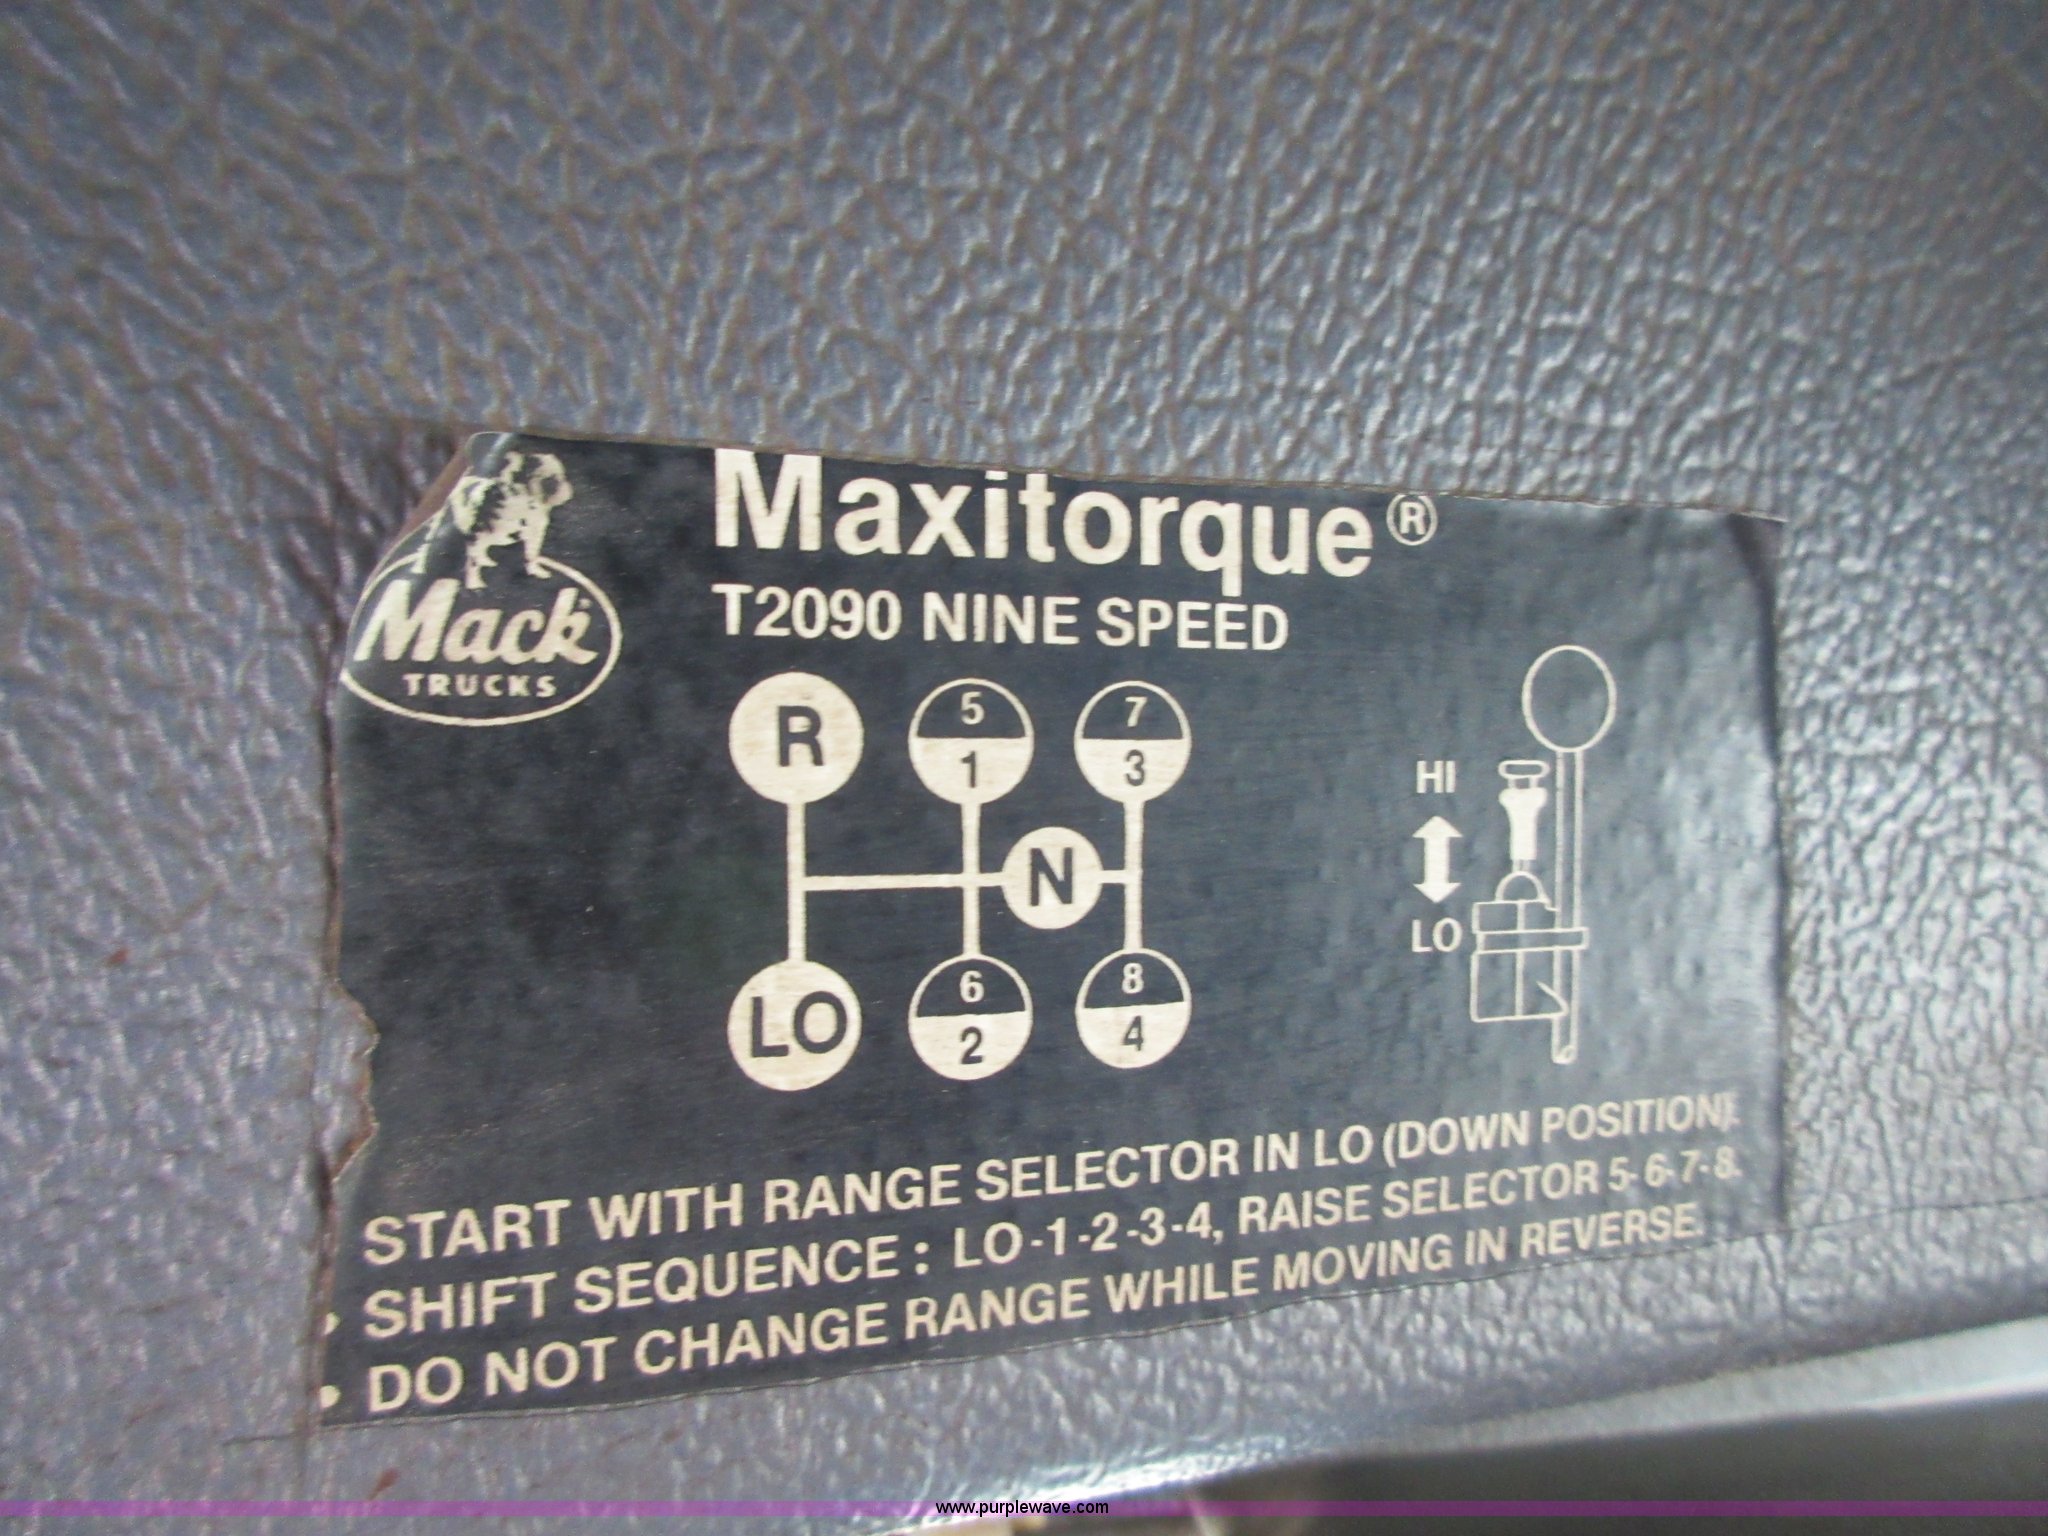 Maxitorque®
T2090 NINE SPEED
Mack
TRUCKS
R 5 7
1 3
N
LO 6 8
2 4
HI
LO
START WITH RANGE SELECTOR IN LO (DOWN POSITION).
• SHIFT SEQUENCE: LO-1-2-3-4, RAISE SELECTOR 5-6-7-8.
• DO NOT CHANGE RANGE WHILE MOVING IN REVERSE.
www.purplewave.com